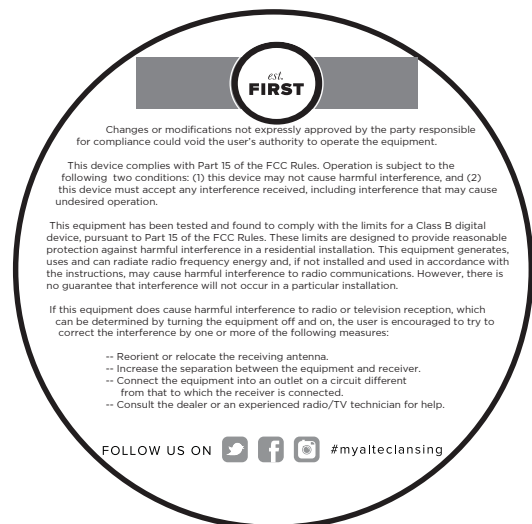 est.
FIRST
Changes or modifications not expressly approved by the party responsible
for compliance could void the user's authority to operate the equipment.
This device complies with Part 15 of the FCC Rules. Operation is subject to the
following two conditions: (1) this device may not cause harmful interference, and (2)
this device must accept any interference received, including interference that may cause
undesired operation.
This equipment has been tested and found to comply with the limits for a Class B digital
device, pursuant to Part 15 of the FCC Rules. These limits are designed to provide reasonable
protection against harmful interference in a residential installation. This equipment generates,
uses and can radiate radio frequency energy and, if not installed and used in accordance with
the instructions, may cause harmful interference to radio communications. However, there is
no guarantee that interference will not occur in a particular installation.
If this equipment does cause harmful interference to radio or television reception, which
can be determined by turning the equipment off and on, the user is encouraged to try to
correct the interference by one or more of the following measures:
-- Reorient or relocate the receiving antenna.
-- Increase the separation between the equipment and receiver.
-- Connect the equipment into an outlet on a circuit different
from that to which the receiver is connected.
-- Consult the dealer or an experienced radio/TV technician for help.
FOLLOW US ON #myalteclansing